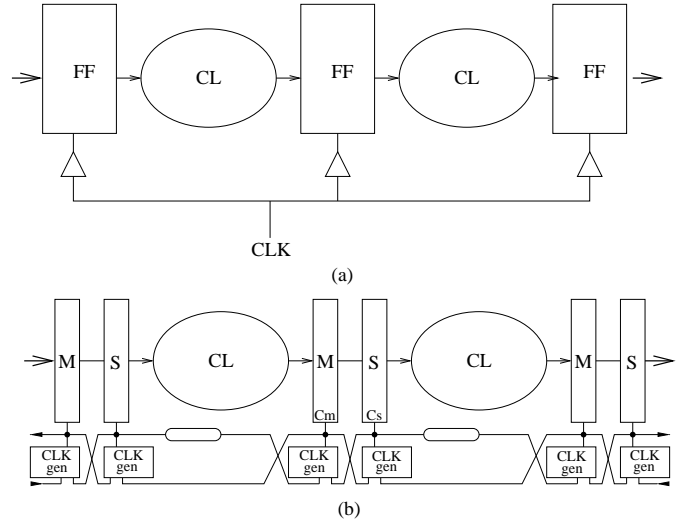 FF CL FF CL FF
CLK
(a)
M S CL M S CL M S
Cm Cs
CLK gen CLK gen CLK gen CLK gen CLK gen CLK gen
(b)